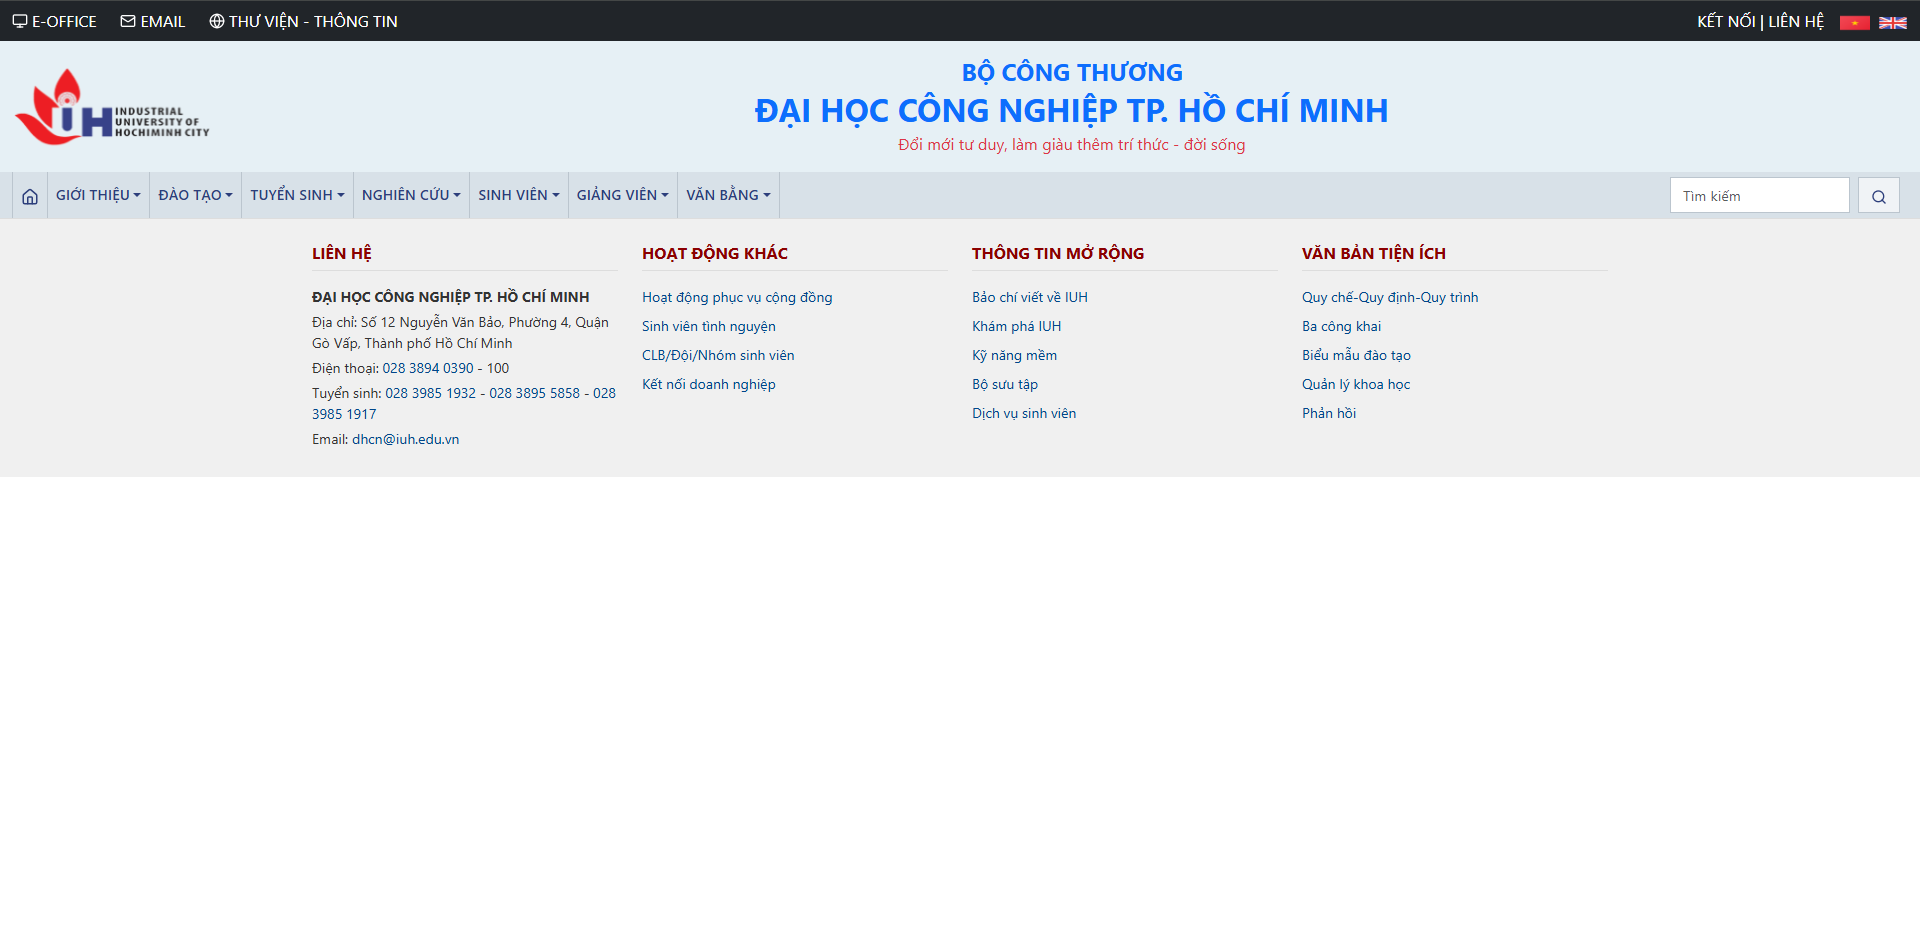 E-OFFICE EMAIL THƯ VIỆN - THÔNG TIN KẾT NỐI | LIÊN HỆ
INDUSTRIAL
UNIVERSITY OF
HOCHIMINH CITY
IUH
BỘ CÔNG THƯƠNG
ĐẠI HỌC CÔNG NGHIỆP TP. HỒ CHÍ MINH
Đổi mới tư duy, làm giàu thêm trí thức - đời sống
GIỚI THIỆU ĐÀO TẠO TUYỂN SINH NGHIÊN CỨU SINH VIÊN GIẢNG VIÊN VĂN BẰNG Tìm kiếm
LIÊN HỆ
ĐẠI HỌC CÔNG NGHIỆP TP. HỒ CHÍ MINH
Địa chỉ: Số 12 Nguyễn Văn Bảo, Phường 4, Quận
Gò Vấp, Thành phố Hồ Chí Minh
Điện thoại: 028 3894 0390 - 100
Tuyển sinh: 028 3985 1932 - 028 3895 5858 - 028
3985 1917
Email: dhcn@iuh.edu.vn
HOẠT ĐỘNG KHÁC
Hoạt động phục vụ cộng đồng
Sinh viên tình nguyện
CLB/Đội/Nhóm sinh viên
Kết nối doanh nghiệp
THÔNG TIN MỞ RỘNG
Bảo chí viết về IUH
Khám phá IUH
Kỹ năng mềm
Bộ sưu tập
Dịch vụ sinh viên
VĂN BẢN TIỆN ÍCH
Quy chế-Quy định-Quy trình
Ba công khai
Biểu mẫu đào tạo
Quản lý khoa học
Phản hồi